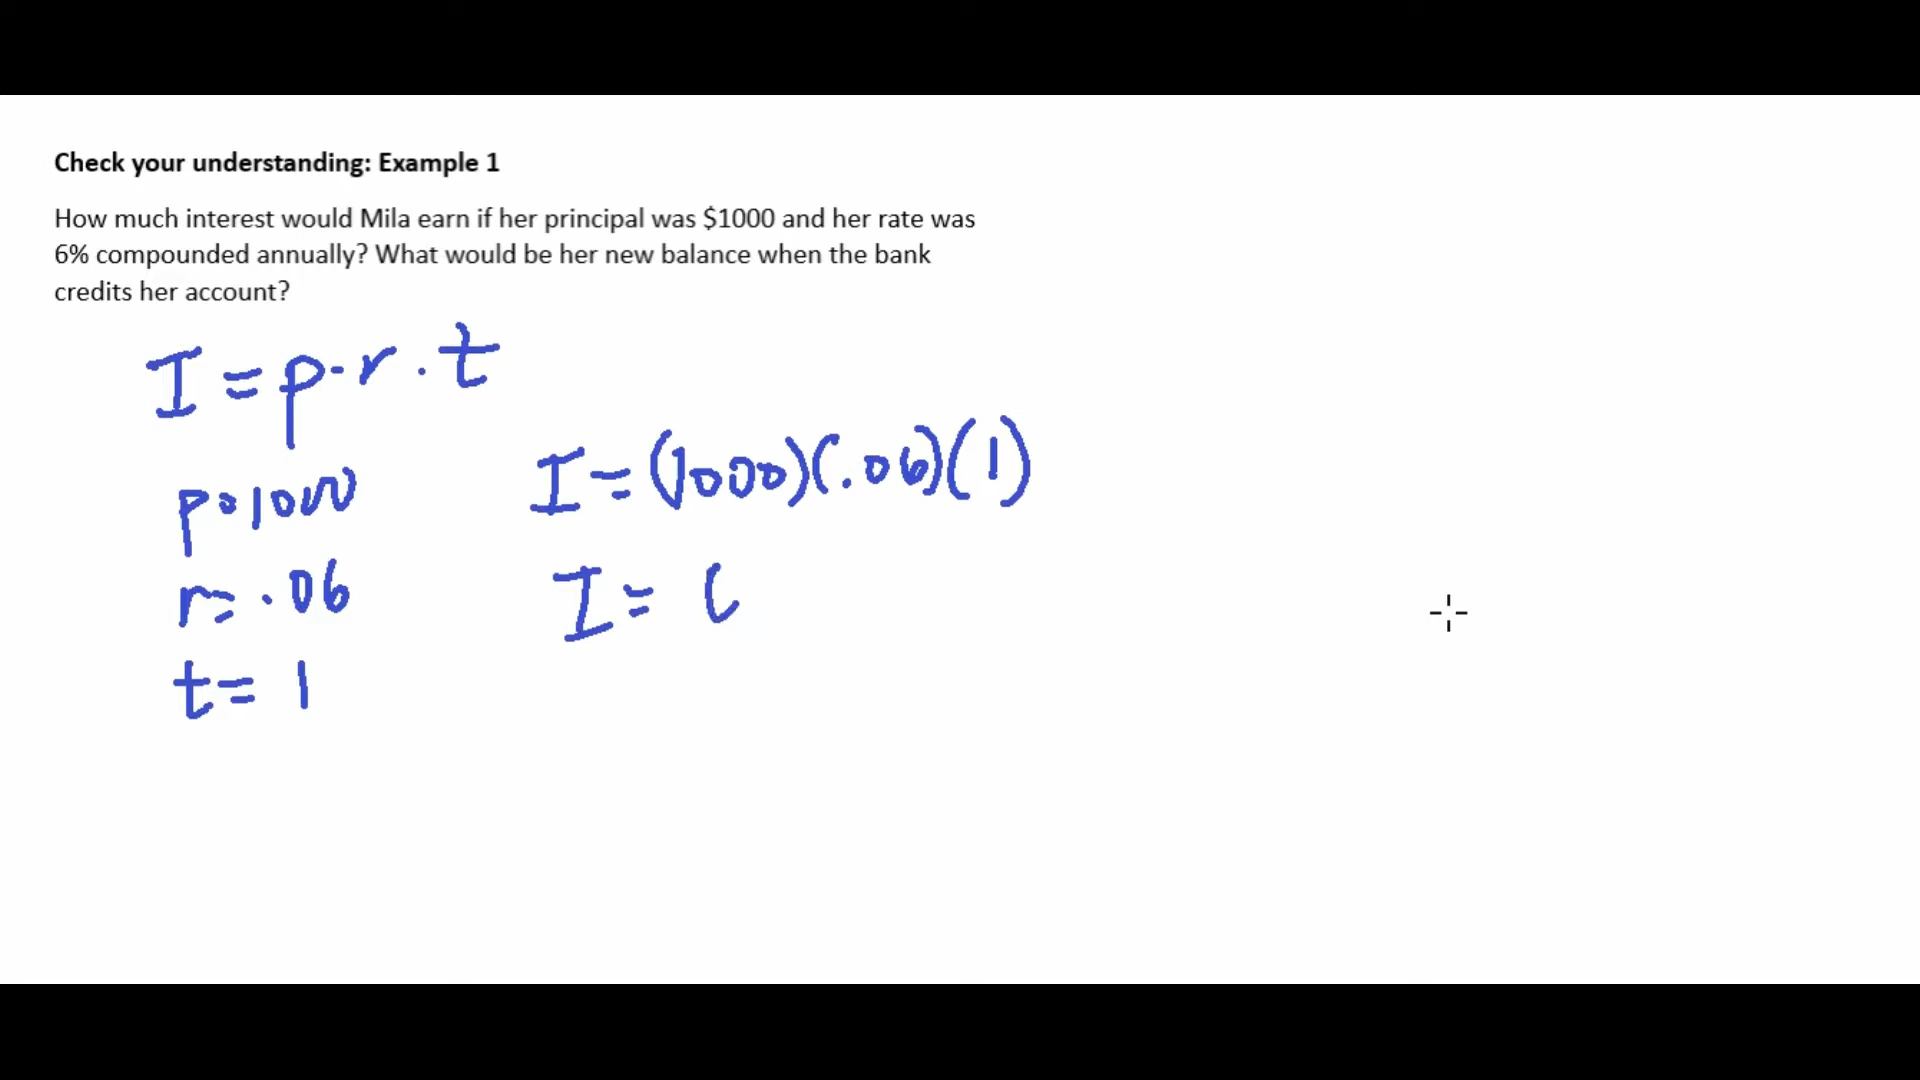 Check your understanding: Example 1
How much interest would Mila earn if her principal was $1000 and her rate was
6% compounded annually? What would be her new balance when the bank
credits her account?
I = p · r · t
p = 1000
r = .06
t = 1
I = (1000)(.06)(1)
I =